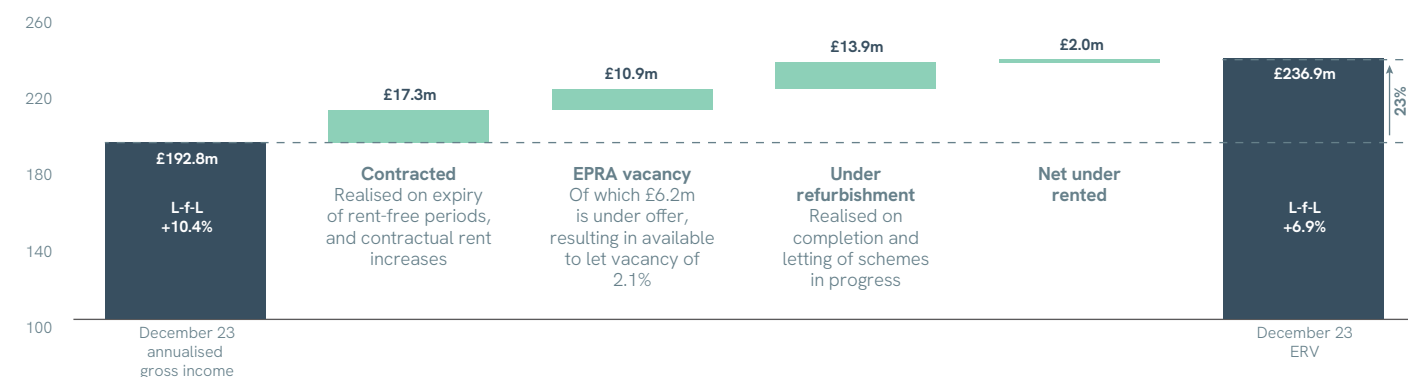 260
220
180
140
100
£192.8m
L-f-L
+10.4%
December 23
annualised
gross income
£17.3m
Contracted
Realised on expiry
of rent-free periods,
and contractual rent
increases
£10.9m
EPRA vacancy
Of which £6.2m
is under offer,
resulting in available
to let vacancy of
2.1%
£13.9m
Under
refurbishment
Realised on
completion and
letting of schemes
in progress
£2.0m
Net under
rented
£236.9m
L-f-L
+6.9%
December 23
ERV
23%